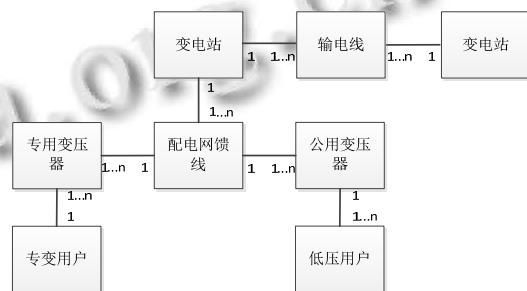 变电站
输电线
变电站
1 1...n
1...n 1
1
1...n
专用变压
器
配电网馈
线
公用变压
器
1...n 1
1 1...n
1...n
1
1
1...n
专变用户
低压用户